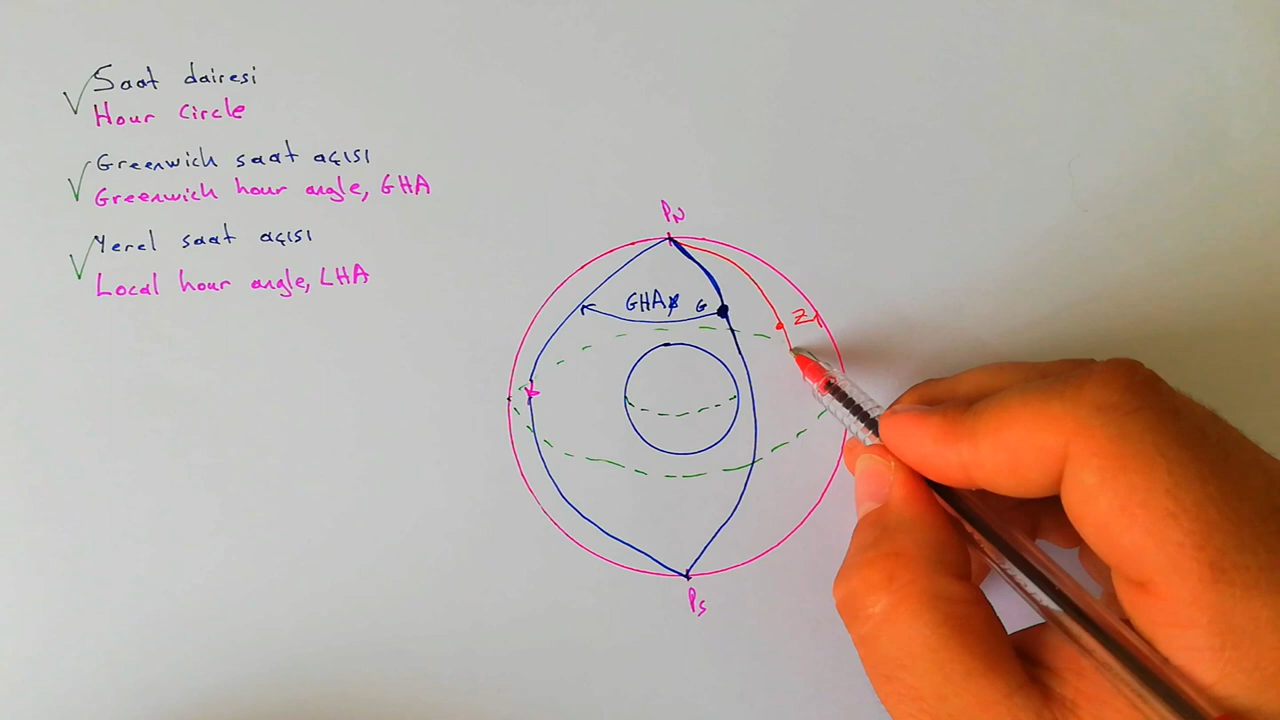 Saat dairesi
Hour Circle
Greenwich saat açısı
Greenwich hour angle, GHA
Yerel saat açısı
Local hour angle, LHA
PN
GHA☆ G
Z1
PS